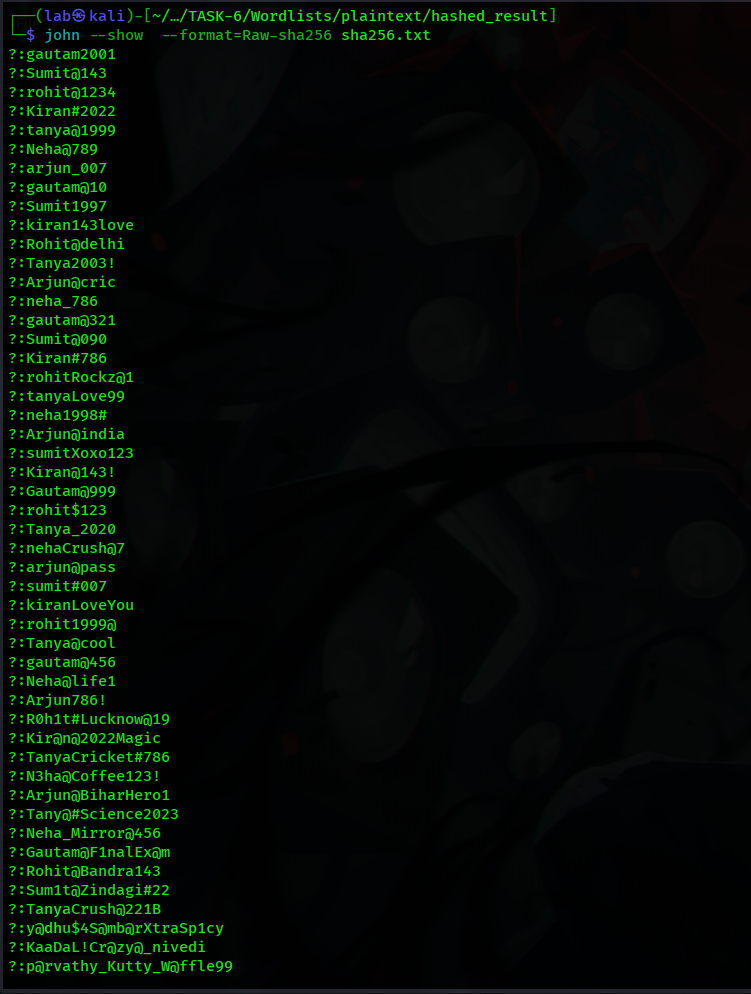 ┌──(lab㉿kali)-[~/…/TASK-6/Wordlists/plaintext/hashed_result]
└─$ john --show  --format=Raw-sha256 sha256.txt
?:gautam2001
?:Sumit@143
?:rohit@1234
?:Kiran#2022
?:tanya@1999
?:Neha@789
?:arjun_007
?:gautam@10
?:Sumit1997
?:kiran143love
?:Rohit@delhi
?:Tanya2003!
?:Arjun@cric
?:neha_786
?:gautam@321
?:Sumit@090
?:Kiran#786
?:rohitRockz@1
?:tanyaLove99
?:neha1998#
?:Arjun@india
?:sumitXoxo123
?:Kiran@143!
?:Gautam@999
?:rohit$123
?:Tanya_2020
?:nehaCrush@7
?:arjun@pass
?:sumit#007
?:kiranLoveYou
?:rohit1999@
?:Tanya@cool
?:gautam@456
?:Neha@life1
?:Arjun786!
?:R0h1t#Lucknow@19
?:Kir@n@2022Magic
?:TanyaCricket#786
?:N3ha@Coffee123!
?:Arjun@BiharHero1
?:Tany@#Science2023
?:Neha_Mirror@456
?:Gautam@F1nalEx@m
?:Rohit@Bandra143
?:Sum1t@Zindagi#22
?:TanyaCrush@221B
?:y@dhu$4S@mb@rXtraSp1cy
?:KaaDaL!Cr@zy@_nivedi
?:p@rvathy_Kutty_W@ffle99